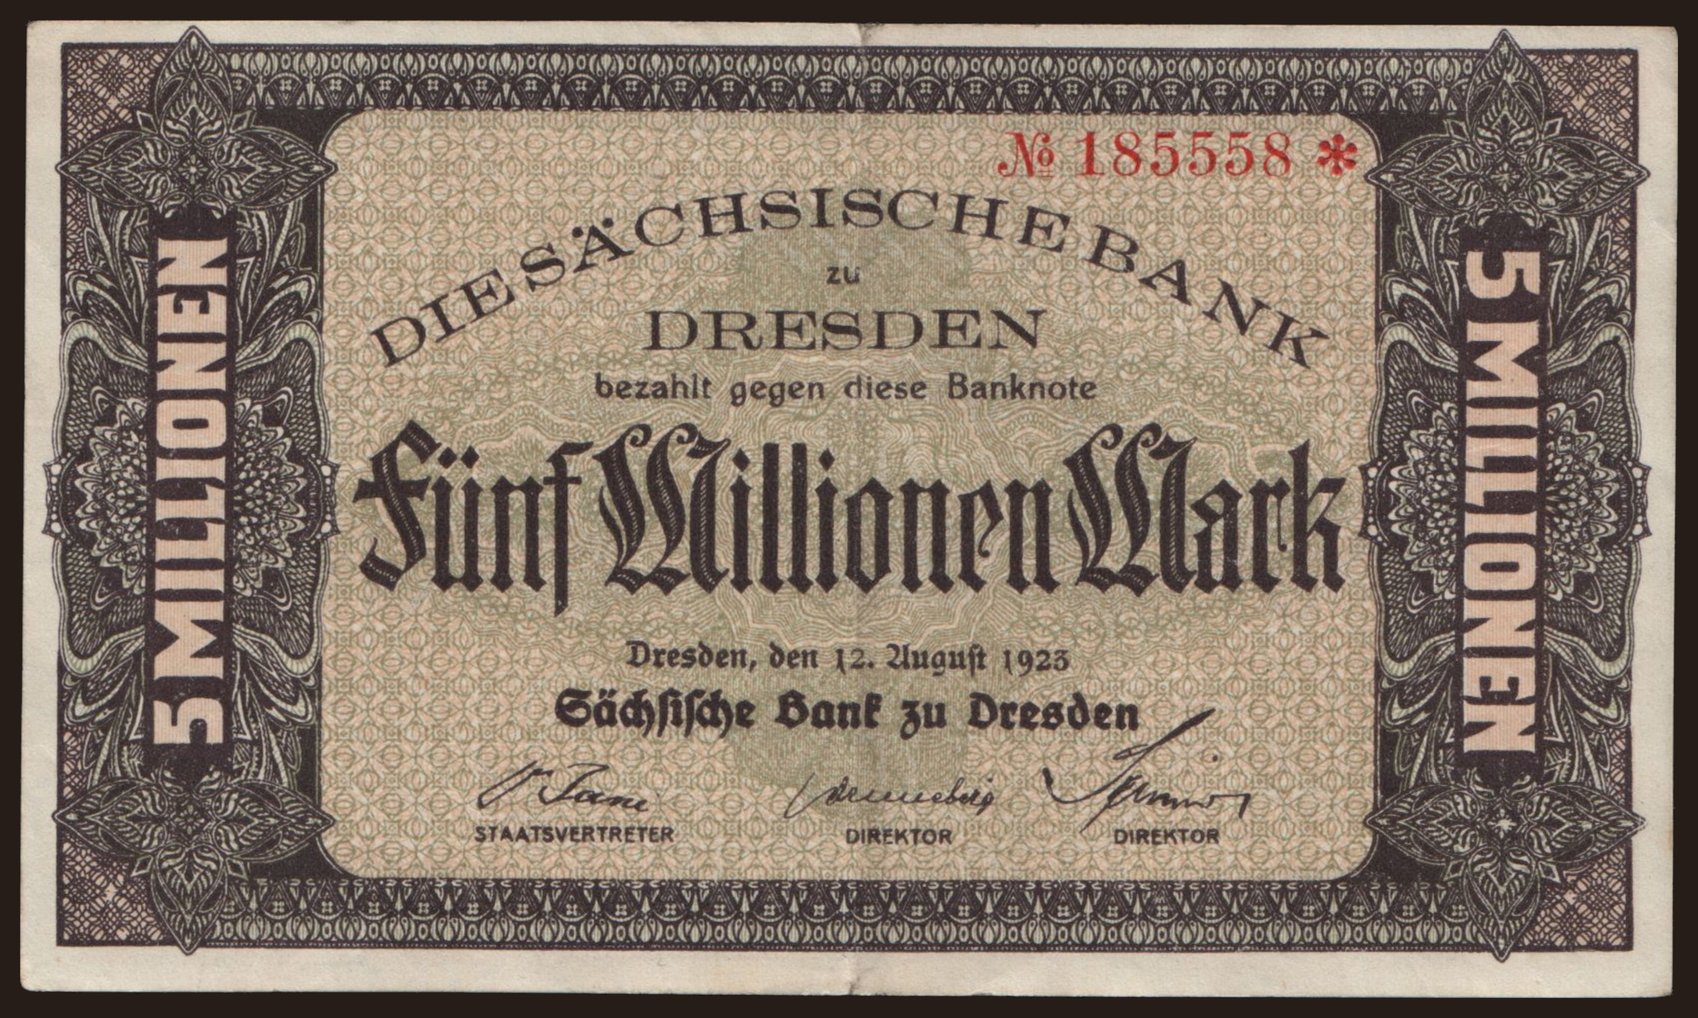 № 185558 *
DIE SÄCHSISCHE BANK
zu
DRESDEN
bezahlt gegen diese Banknote
Fünf Millionen Mark
Dresden, den 12. August 1923
Sächsische Bank zu Dresden
STAATSVERTRETER DIREKTOR DIREKTOR
5 MILLIONEN
5 MILLIONEN